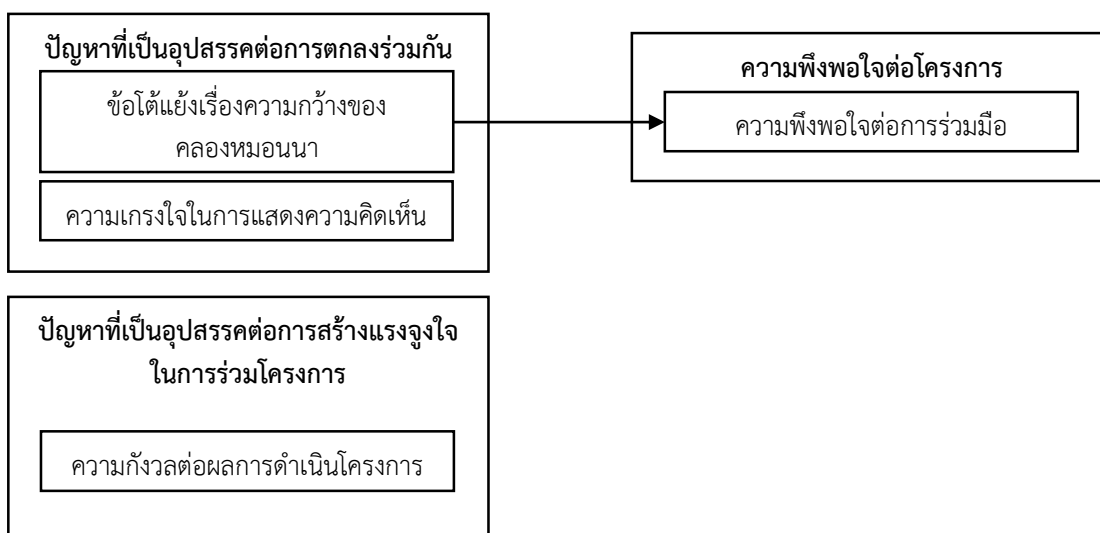 ปัญหาที่เป็นอุปสรรคต่อการตกลงร่วมกัน
ข้อโต้แย้งเรื่องความกว้างของ
คลองหมอนนา
ความเกรงใจในการแสดงความคิดเห็น
ความพึงพอใจต่อโครงการ
ความพึงพอใจต่อการร่วมมือ
ปัญหาที่เป็นอุปสรรคต่อการสร้างแรงจูงใจ
ในการร่วมโครงการ
ความกังวลต่อผลการดำเนินโครงการ